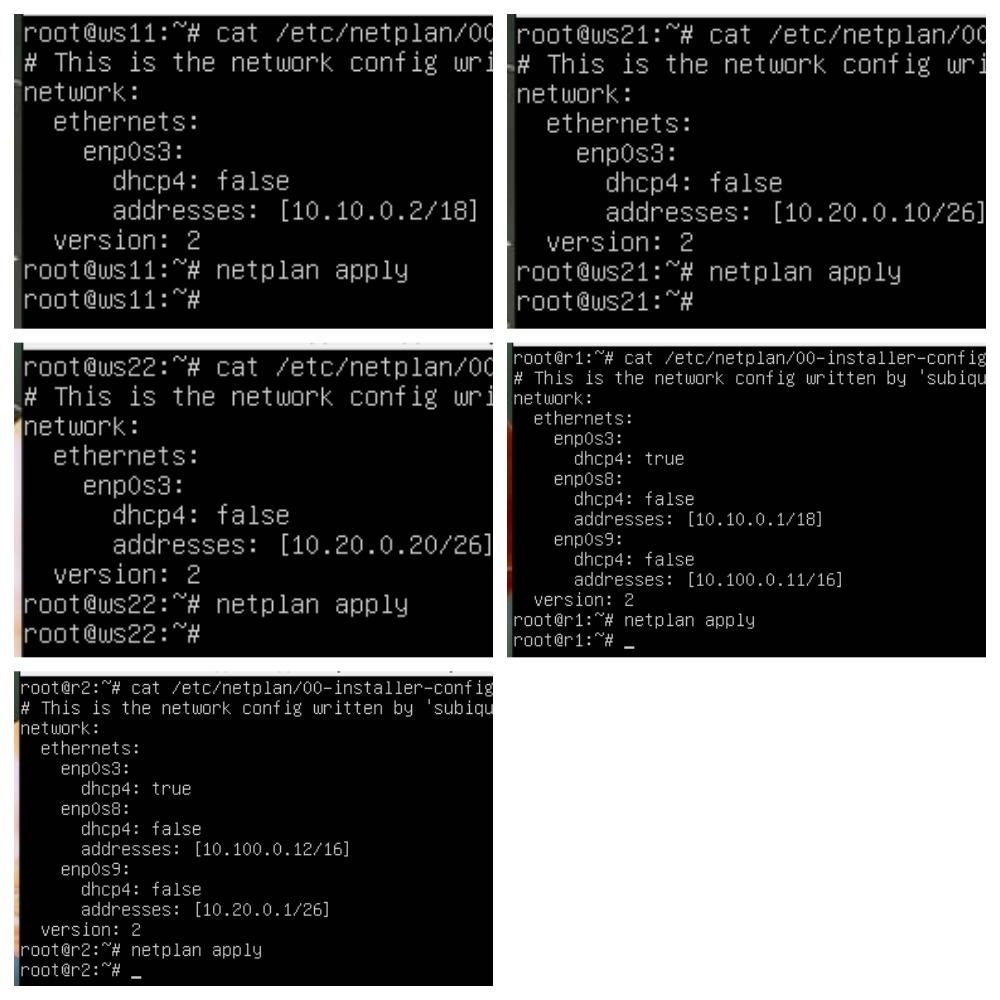 root@ws11:~# cat /etc/netplan/00
# This is the network config wri
network:
  ethernets:
    enp0s3:
      dhcp4: false
      addresses: [10.10.0.2/18]
  version: 2
root@ws11:~# netplan apply
root@ws11:~#
root@ws21:~# cat /etc/netplan/00
# This is the network config wri
network:
  ethernets:
    enp0s3:
      dhcp4: false
      addresses: [10.20.0.10/26]
  version: 2
root@ws21:~# netplan apply
root@ws21:~#
root@ws22:~# cat /etc/netplan/00
# This is the network config wri
network:
  ethernets:
    enp0s3:
      dhcp4: false
      addresses: [10.20.0.20/26]
  version: 2
root@ws22:~# netplan apply
root@ws22:~#
root@r1:~# cat /etc/netplan/00-installer-config
# This is the network config written by 'subiqu
network:
  ethernets:
    enp0s3:
      dhcp4: true
    enp0s8:
      dhcp4: false
      addresses: [10.10.0.1/18]
    enp0s9:
      dhcp4: false
      addresses: [10.100.0.11/16]
  version: 2
root@r1:~# netplan apply
root@r1:~# _
root@r2:~# cat /etc/netplan/00-installer-config
# This is the network config written by 'subiqu
network:
  ethernets:
    enp0s3:
      dhcp4: true
    enp0s8:
      dhcp4: false
      addresses: [10.100.0.12/16]
    enp0s9:
      dhcp4: false
      addresses: [10.20.0.1/26]
  version: 2
root@r2:~# netplan apply
root@r2:~# _